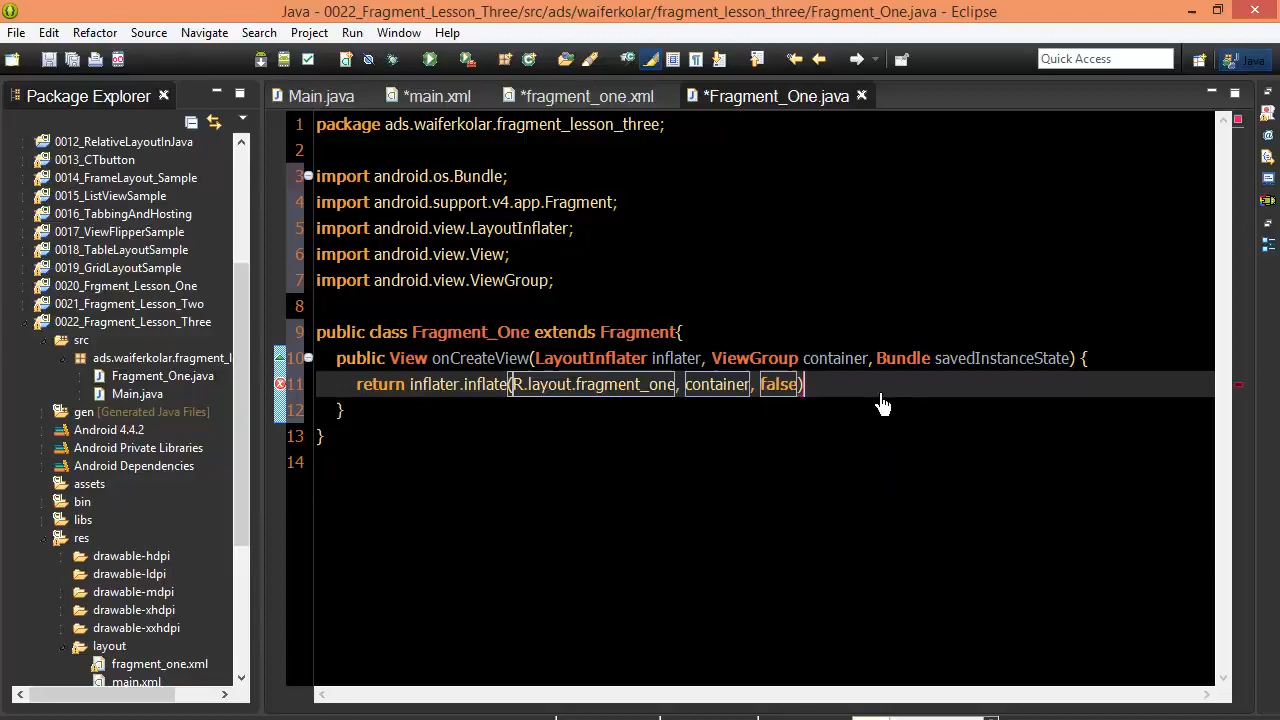 Java - 0022_Fragment_Lesson_Three/src/ads/waiferkolar/fragment_lesson_three/Fragment_One.java - Eclipse
File Edit Refactor Source Navigate Search Project Run Window Help
Quick Access
Java
Package Explorer
Main.java *main.xml *fragment_one.xml *Fragment_One.java
0012_RelativeLayoutInJava
0013_CTbutton
0014_FrameLayout_Sample
0015_ListViewSample
0016_TabbingAndHosting
0017_ViewFlipperSample
0018_TableLayoutSample
0019_GridLayoutSample
0020_Frgment_Lesson_One
0021_Fragment_Lesson_Two
0022_Fragment_Lesson_Three
src
ads.waiferkolar.fragment_l
Fragment_One.java
Main.java
gen [Generated Java Files]
Android 4.4.2
Android Private Libraries
Android Dependencies
assets
bin
libs
res
drawable-hdpi
drawable-ldpi
drawable-mdpi
drawable-xhdpi
drawable-xxhdpi
layout
fragment_one.xml
main.xml
1 package ads.waiferkolar.fragment_lesson_three;
2
3 import android.os.Bundle;
4 import android.support.v4.app.Fragment;
5 import android.view.LayoutInflater;
6 import android.view.View;
7 import android.view.ViewGroup;
8
9 public class Fragment_One extends Fragment{
10 public View onCreateView(LayoutInflater inflater, ViewGroup container, Bundle savedInstanceState) {
11 return inflater.inflate(R.layout.fragment_one, container, false)
12 }
13 }
14